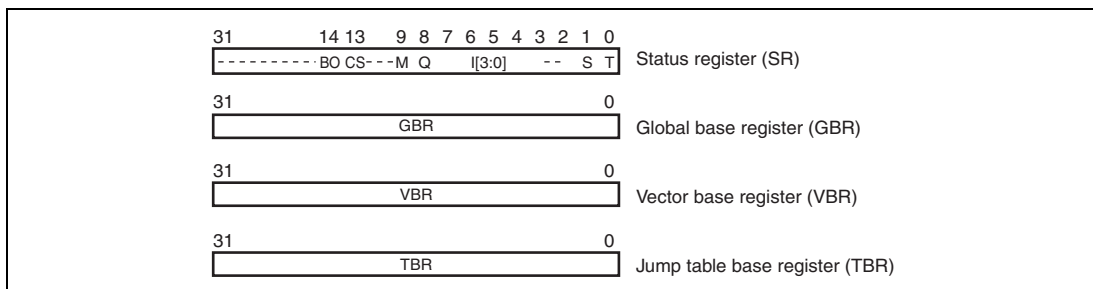 31 14 13 9 8 7 6 5 4 3 2 1 0
- - - - - - - - - - BO CS - - - M Q I[3:0] - - S T Status register (SR)
31 0
GBR Global base register (GBR)
31 0
VBR Vector base register (VBR)
31 0
TBR Jump table base register (TBR)